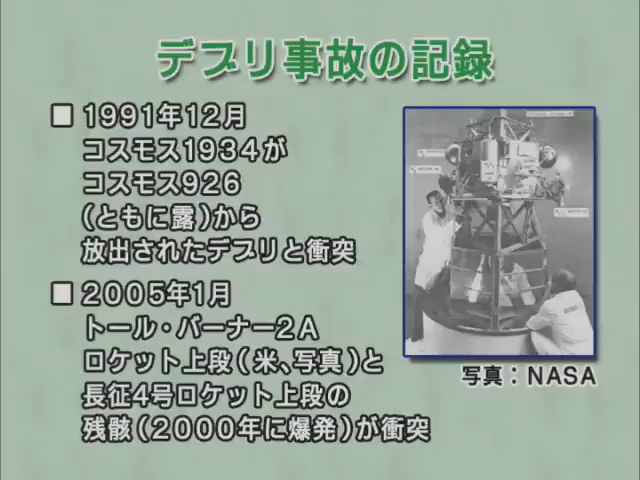 デブリ事故の記録
■ 1991年12月
コスモス1934が
コスモス926
(ともに露)から
放出されたデブリと衝突
■ 2005年1月
トール・バーナー2A
ロケット上段(米、写真)と
長征4号ロケット上段の
残骸(2000年に爆発)が衝突
写真：NASA